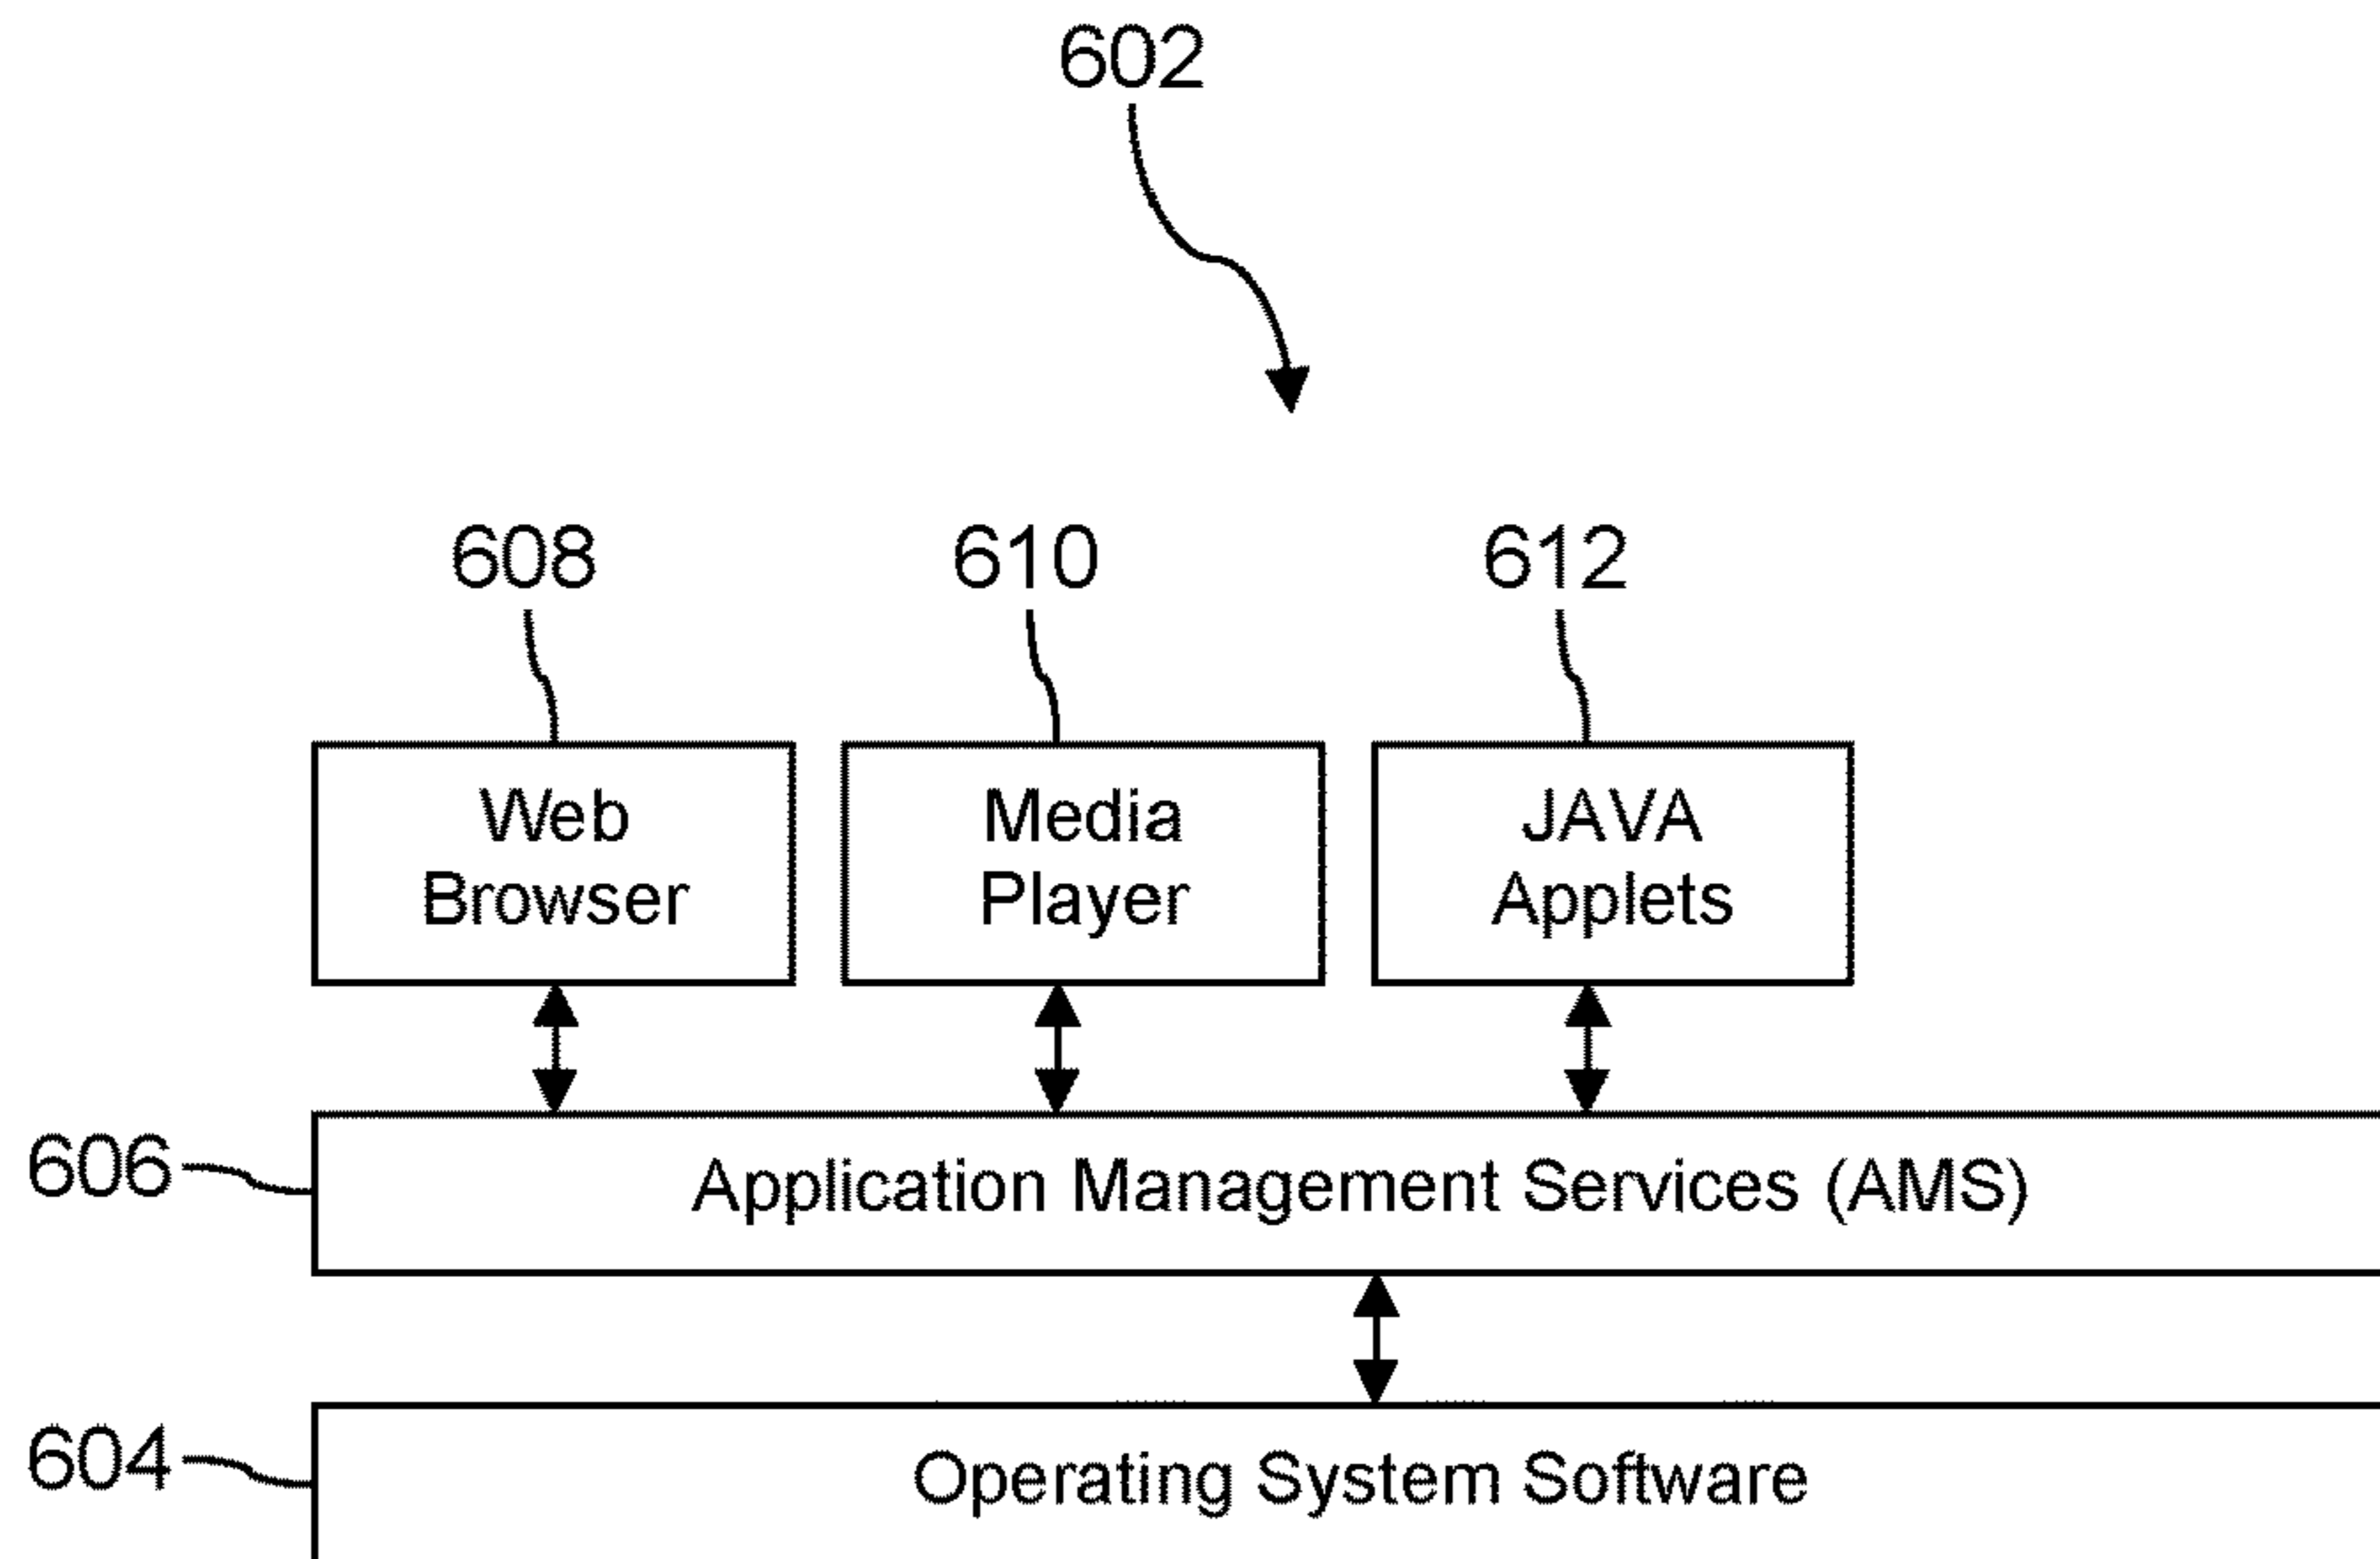 602
608
610
612
Web
Browser
Media
Player
JAVA
Applets
606
Application Management Services (AMS)
604
Operating System Software